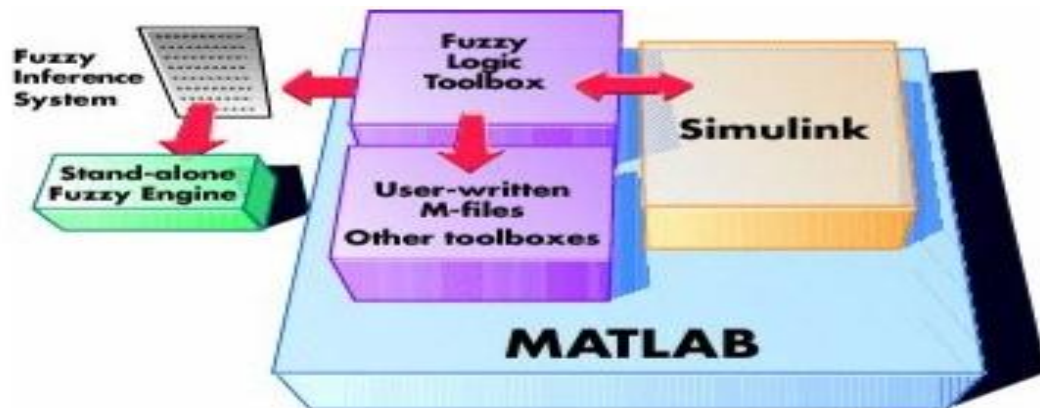 Fuzzy
Inference
System
Fuzzy
Logic
Toolbox
Simulink
Stand-alone
Fuzzy Engine
User-written
M-files
Other toolboxes
MATLAB